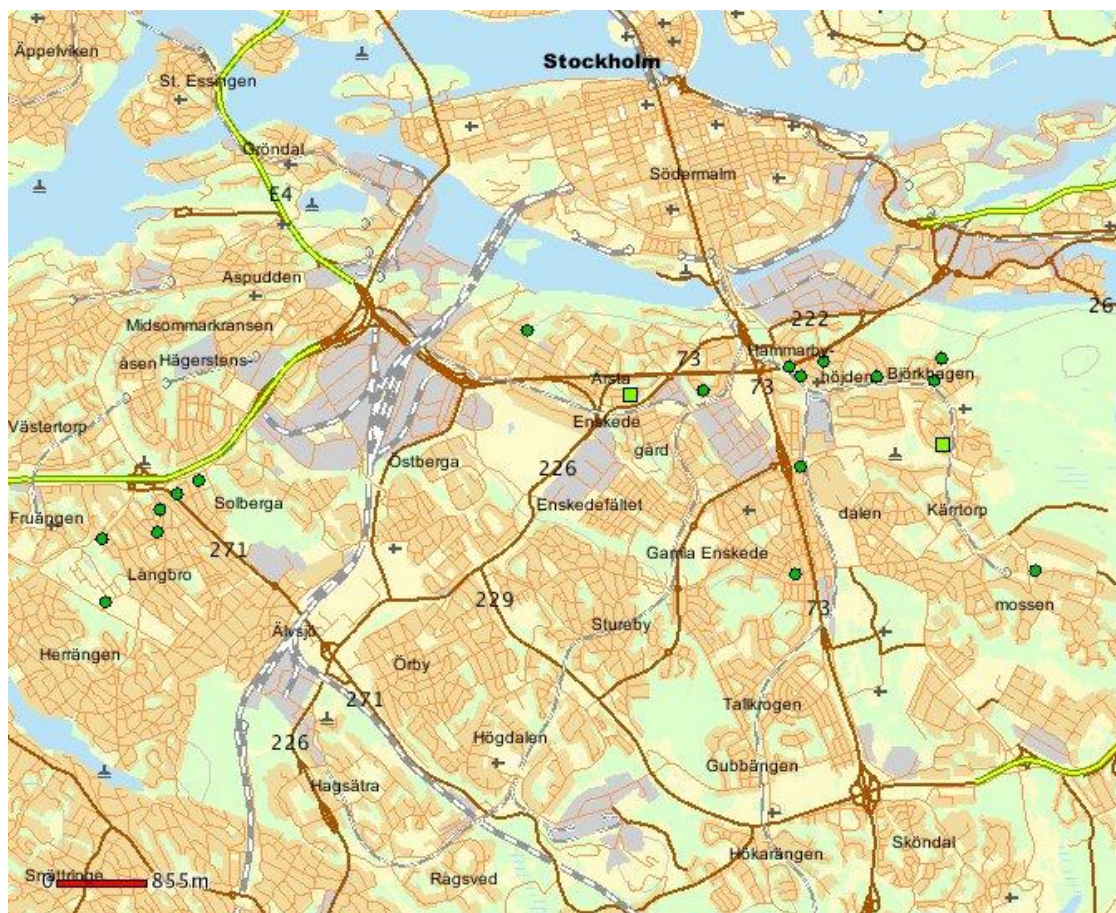 Äppelviken
St. Essingen
Stockholm
Gröndal
Södermalm
E4
Aspudden
Midsommarkransen
222
26
Hägerstens-
åsen
73
Hammarby-
höjden
Björkhagen
Årsta
73
Västertorp
Enskede
gård
Östberga
226
Solberga
Enskedefältet
dalen
Kärrtorp
Fruängen
271
Gamla Enskede
Långbro
229
73
mossen
Älvsjö
Stureby
Herrängen
Örby
271
Tallkrogen
226
Högdalen
Gubbängen
Hagsätra
Sköndal
Hökarängen
Snättringe
0
855m
Rågsved